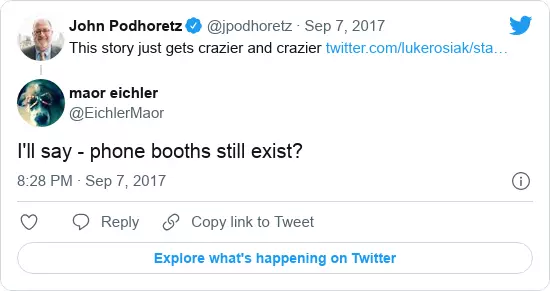 John Podhoretz @jpodhoretz · Sep 7, 2017
This story just gets crazier and crazier twitter.com/lukerosiak/sta…
maor eichler
@EichlerMaor
I'll say - phone booths still exist?
8:28 PM · Sep 7, 2017
Reply Copy link to Tweet
Explore what's happening on Twitter